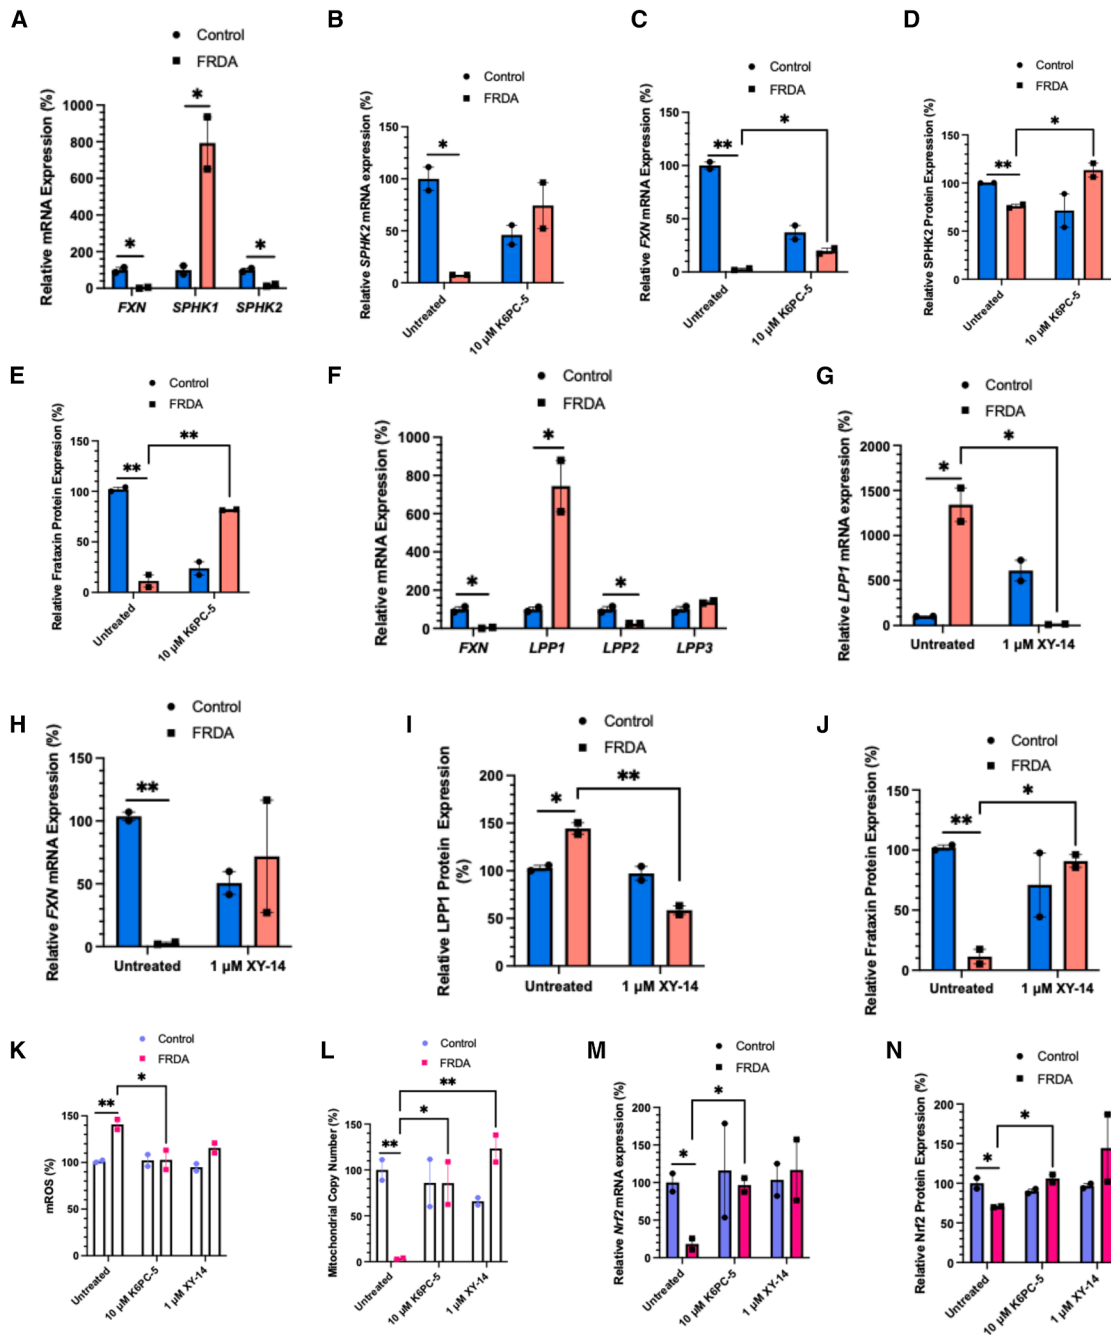 A
Control
FRDA
Relative mRNA Expression (%)
1000
800
600
400
200
0
*
*
*
FXN
SPHK1
SPHK2
B
Control
FRDA
Relative SPHK2 mRNA expression (%)
150
100
50
0
*
Untreated
10 µM K6PC-5
C
Control
FRDA
Relative FXN mRNA Expression (%)
150
100
50
0
**
*
Untreated
10 µM K6PC-5
D
Control
FRDA
Relative SPHK2 Protein Expression (%)
150
100
50
0
**
*
Untreated
10 µM K6PC-5
E
Control
FRDA
Relative Frataxin Protein Expresion (%)
150
100
50
0
**
**
Untreated
10 µM K6PC-5
F
Control
FRDA
Relative mRNA Expression (%)
1000
800
600
400
200
0
*
*
*
FXN
LPP1
LPP2
LPP3
G
Control
FRDA
Relative LPP1 mRNA expression (%)
2000
1500
1000
500
0
*
*
Untreated
1 µM XY-14
H
Control
FRDA
Relative FXN mRNA Expression (%)
150
100
50
0
**
Untreated
1 µM XY-14
I
Control
FRDA
Relative LPP1 Protein Expression
(%)
200
150
100
50
0
*
**
Untreated
1 µM XY-14
J
Control
FRDA
Relative Frataxin Protein Expression (%)
150
100
50
0
**
*
Untreated
1 µM XY-14
K
Control
FRDA
mROS (%)
150
100
50
0
**
*
Untreated
10 µM K6PC-5
1 µM XY-14
L
Control
FRDA
Mitochondrial Copy Number (%)
150
100
50
0
**
*
**
Untreated
10 µM K6PC-5
1 µM XY-14
M
Control
FRDA
Relative Nrf2 mRNA expression (%)
200
150
100
50
0
*
*
Untreated
10 µM K6PC-5
1 µM XY-14
N
Control
FRDA
Relative Nrf2 Protein Expression (%)
200
150
100
50
0
*
*
Untreated
10 µM K6PC-5
1 µM XY-14